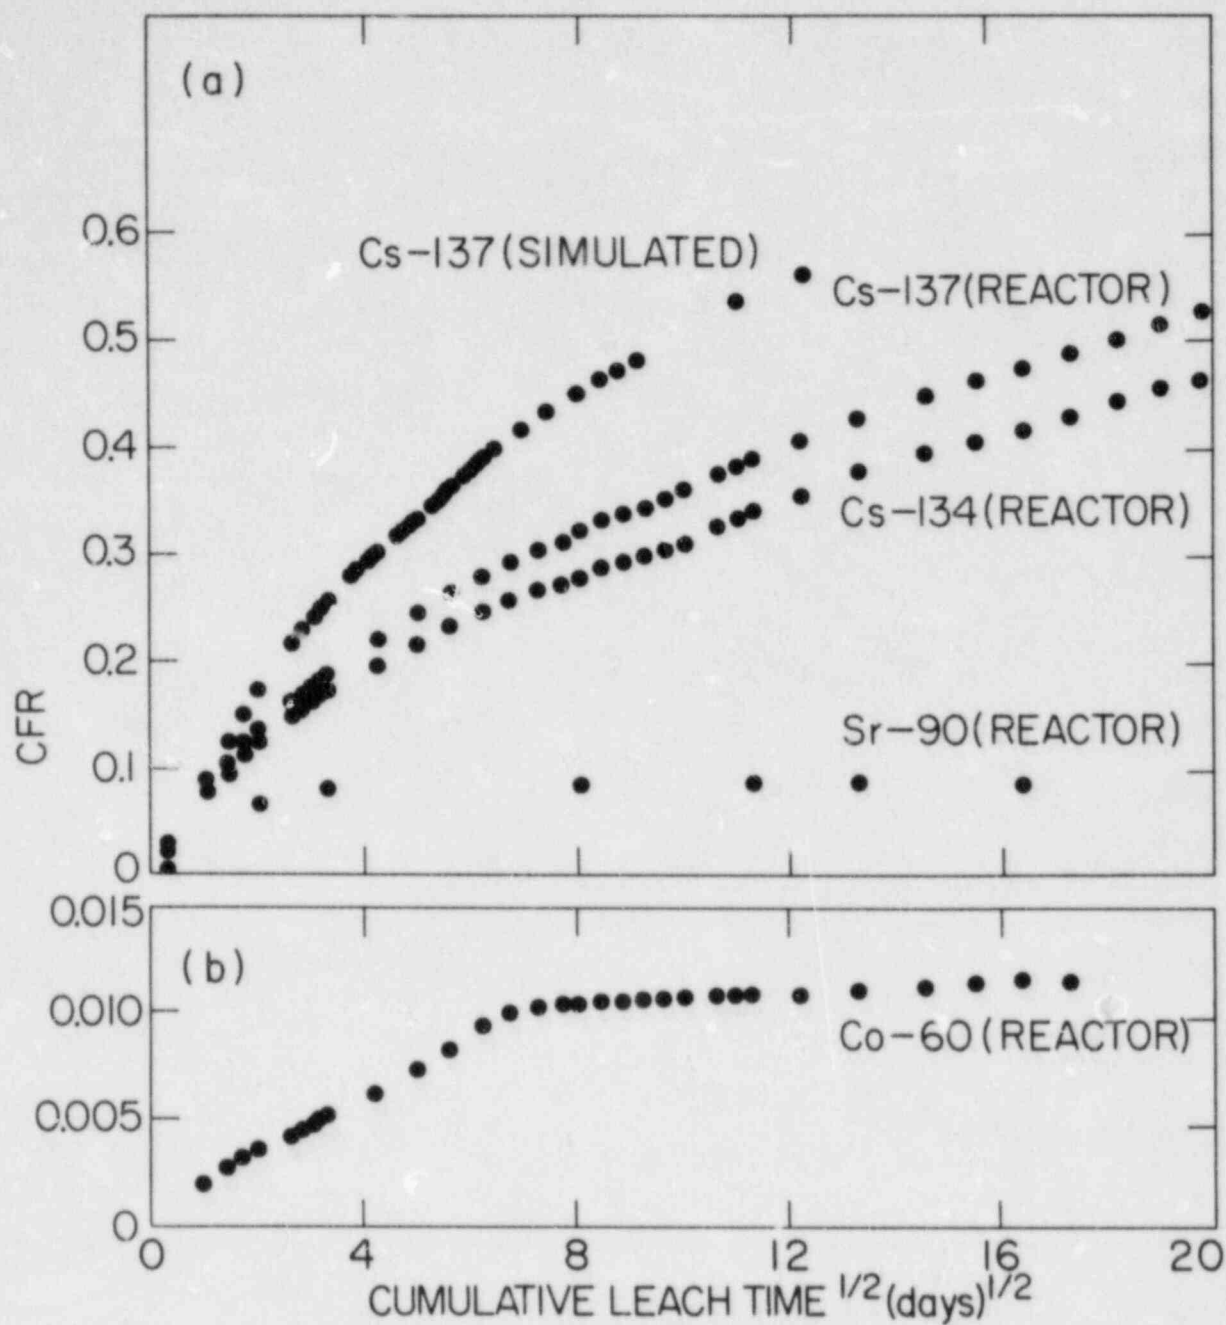 (a)
0.6
Cs-137(SIMULATED)
Cs-137(REACTOR)
0.5
0.4
Cs-134(REACTOR)
0.3
0.2
CFR
Sr-90(REACTOR)
0.1
0
0.015
(b)
0.010
Co-60(REACTOR)
0.005
0
0 4 8 12 16 20
CUMULATIVE LEACH TIME 1/2(days)1/2